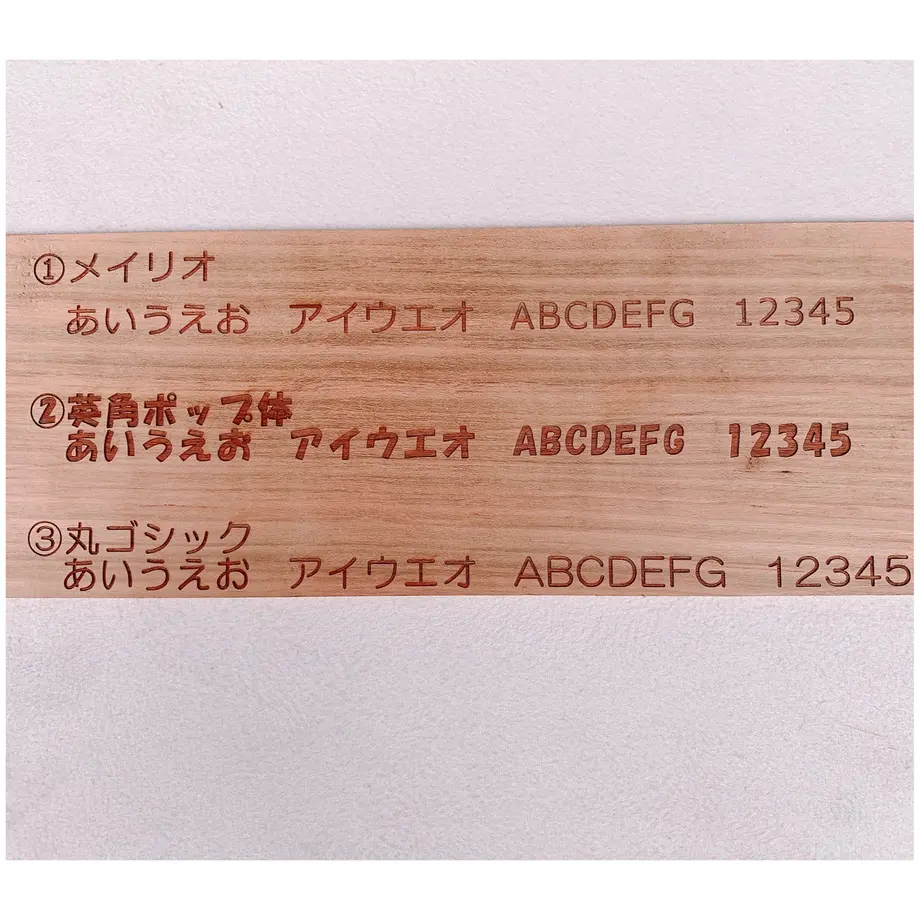 ①メイリオ
あいうえお　アイウエオ　ABCDEFG　12345
②英角ポップ体
あいうえお　アイウエオ　ABCDEFG　12345
③丸ゴシック
あいうえお　アイウエオ　ABCDEFG　12345